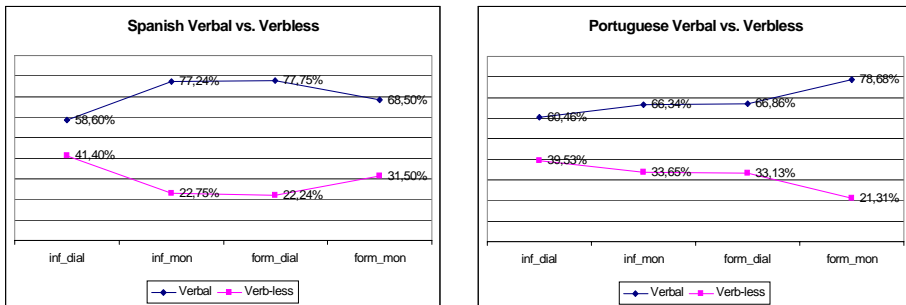 Spanish Verbal vs. Verbless
77,24%
77,75%
68,50%
58,60%
41,40%
22,75%
22,24%
31,50%
inf_dial inf_mon form_dial form_mon
Verbal Verb-less
Portuguese Verbal vs. Verbless
78,68%
66,34%
66,86%
60,46%
39,53%
33,65%
33,13%
21,31%
inf_dial inf_mon form_dial form_mon
Verbal Verb-less